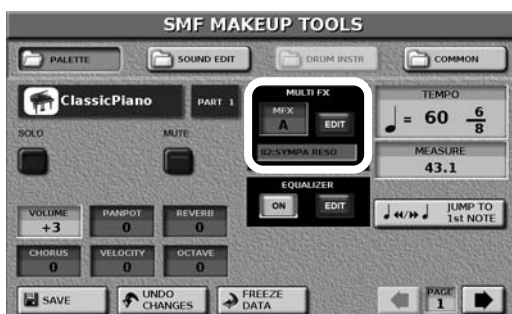 SMF MAKEUP TOOLS
PALETTE
SOUND EDIT
DRUM INSTR
COMMON
ClassicPiano
PART 1
MULTI FX
MFX
A
EDIT
82:SYMPA RESO
TEMPO
= 60 6/8
SOLO
MUTE
MEASURE
43.1
EQUALIZER
ON
EDIT
JUMP TO
1st NOTE
VOLUME
+3
PANPOT
0
REVERB
0
CHORUS
0
VELOCITY
0
OCTAVE
0
SAVE
UNDO
CHANGES
FREEZE
DATA
PAGE
1